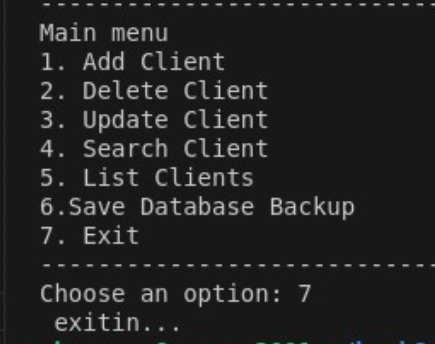 Main menu
1. Add Client
2. Delete Client
3. Update Client
4. Search Client
5. List Clients
6.Save Database Backup
7. Exit
Choose an option: 7
exitin...